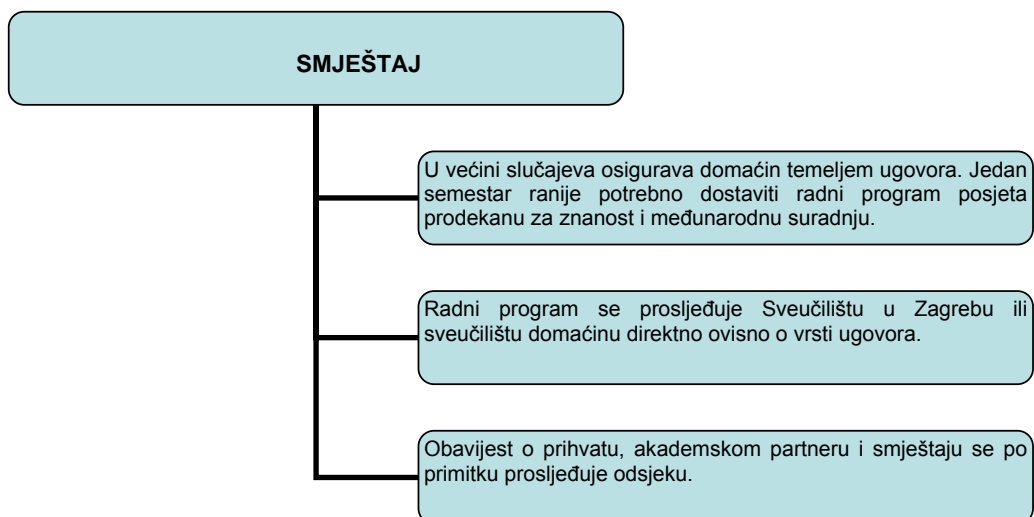 SMJEŠTAJ
U većini slučajeva osigurava domaćin temeljem ugovora. Jedan
semestar ranije potrebno dostaviti radni program posjeta
prodekanu za znanost i međunarodnu suradnju.
Radni program se prosljeđuje Sveučilištu u Zagrebu ili
sveučilištu domaćinu direktno ovisno o vrsti ugovora.
Obavijest o prihvatu, akademskom partneru i smještaju se po
primitku prosljeđuje odsjeku.